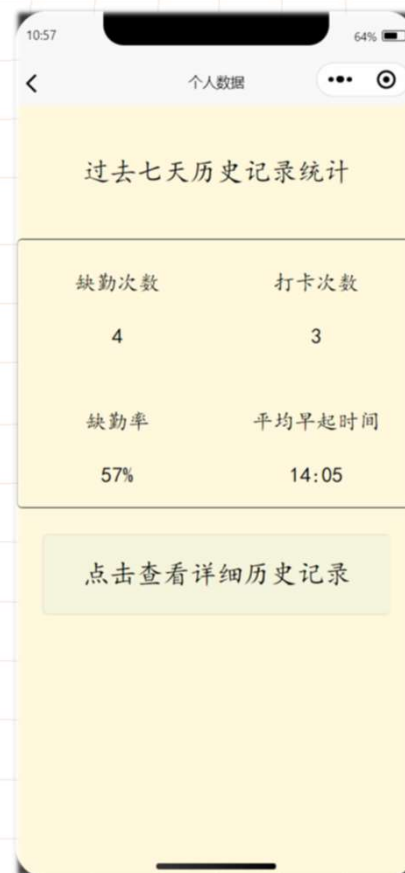 10:57 64%
个人数据
过去七天历史记录统计
缺勤次数 打卡次数
4 3
缺勤率 平均早起时间
57% 14:05
点击查看详细历史记录